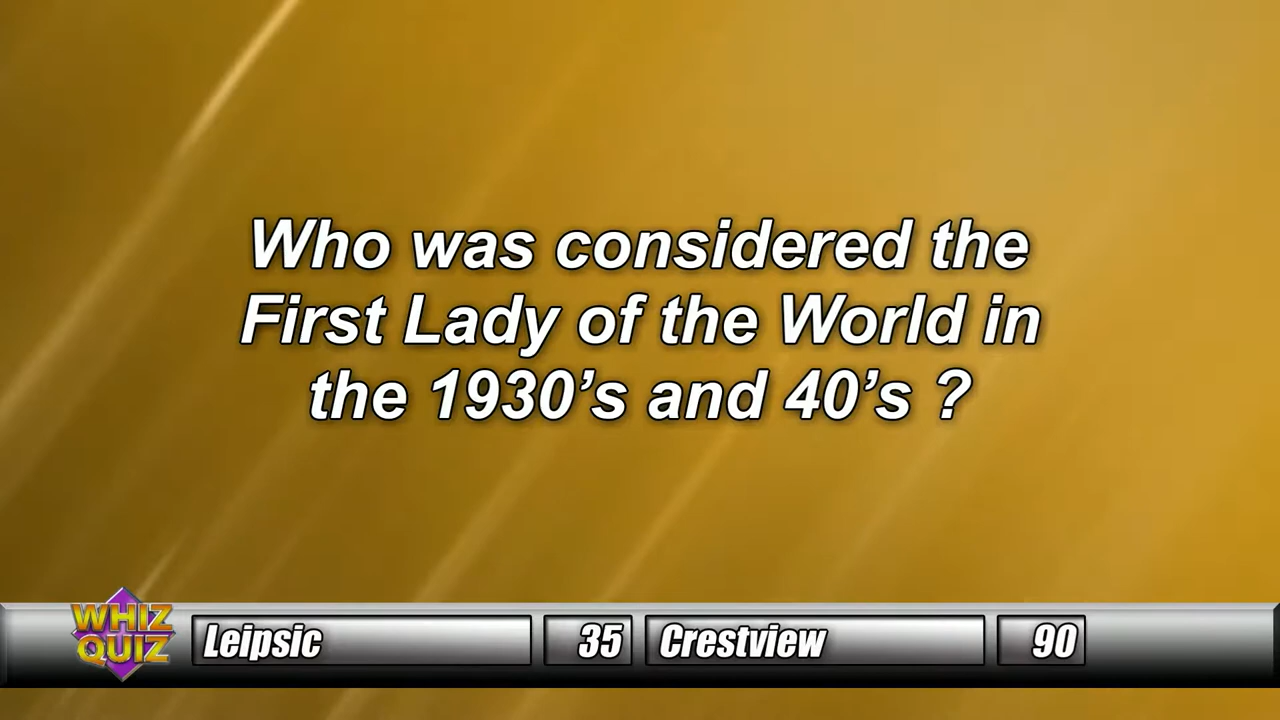 Who was considered the
First Lady of the World in
the 1930’s and 40’s ?
WHIZ
QUIZ
Leipsic 35 Crestview 90